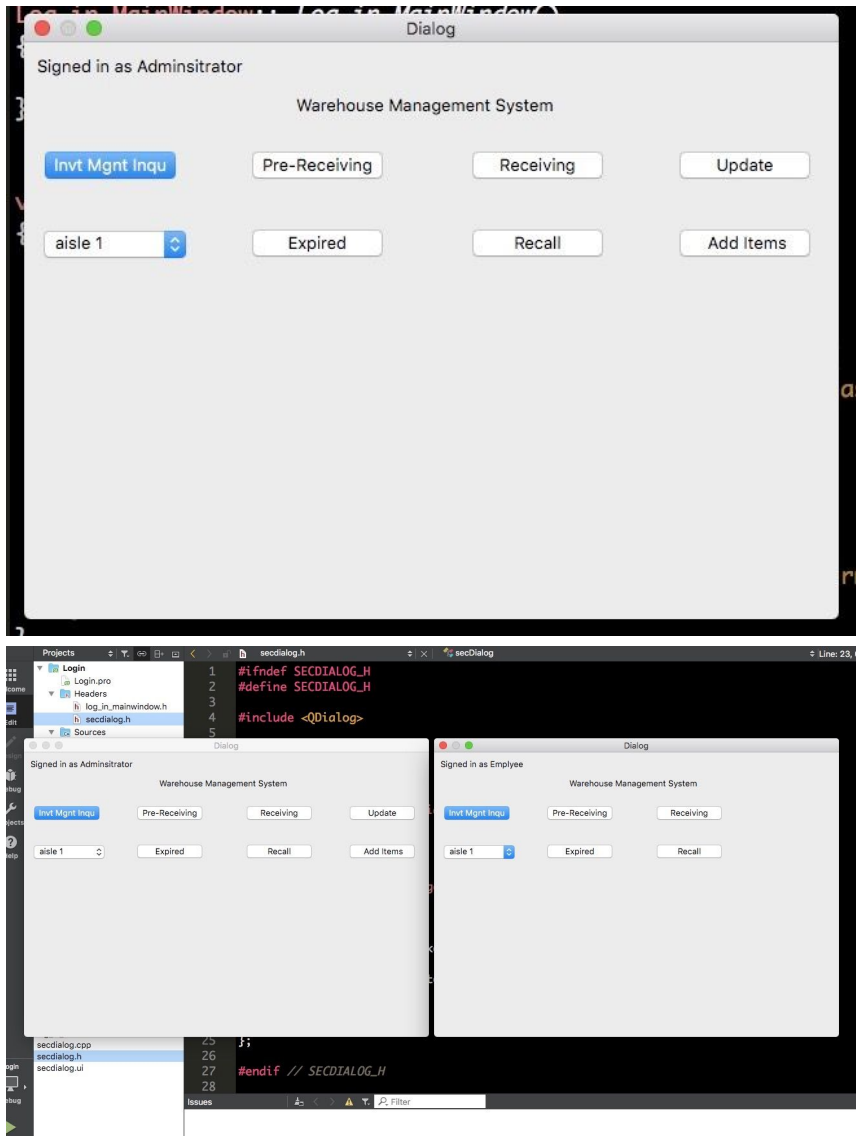 Log_in_MainWindow::~Log_in_MainWindow()
{
Dialog
Signed in as Adminsitrator
}
Warehouse Management System
Invt Mgnt Inqu Pre-Receiving Receiving Update
{
aisle 1 Expired Recall Add Items
}
Projects secdialog.h secDialog Line: 23,
Login
Login.pro
Headers
log_in_mainwindow.h
secdialog.h
Sources
1 #ifndef SECDIALOG_H
2 #define SECDIALOG_H
3
4 #include <QDialog>
5
Dialog
Signed in as Adminsitrator
Warehouse Management System
Invt Mgnt Inqu Pre-Receiving Receiving Update
aisle 1 Expired Recall Add Items
Dialog
Signed in as Emplyee
Warehouse Management System
Invt Mgnt Inqu Pre-Receiving Receiving
aisle 1 Expired Recall
secdialog.cpp
secdialog.h
secdialog.ui
25 };
26
27 #endif // SECDIALOG_H
28
Issues Filter